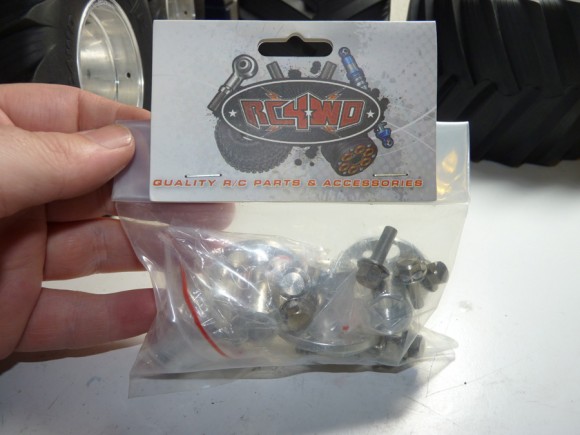 RC4WD
QUALITY R/C PARTS & ACCESSORIES